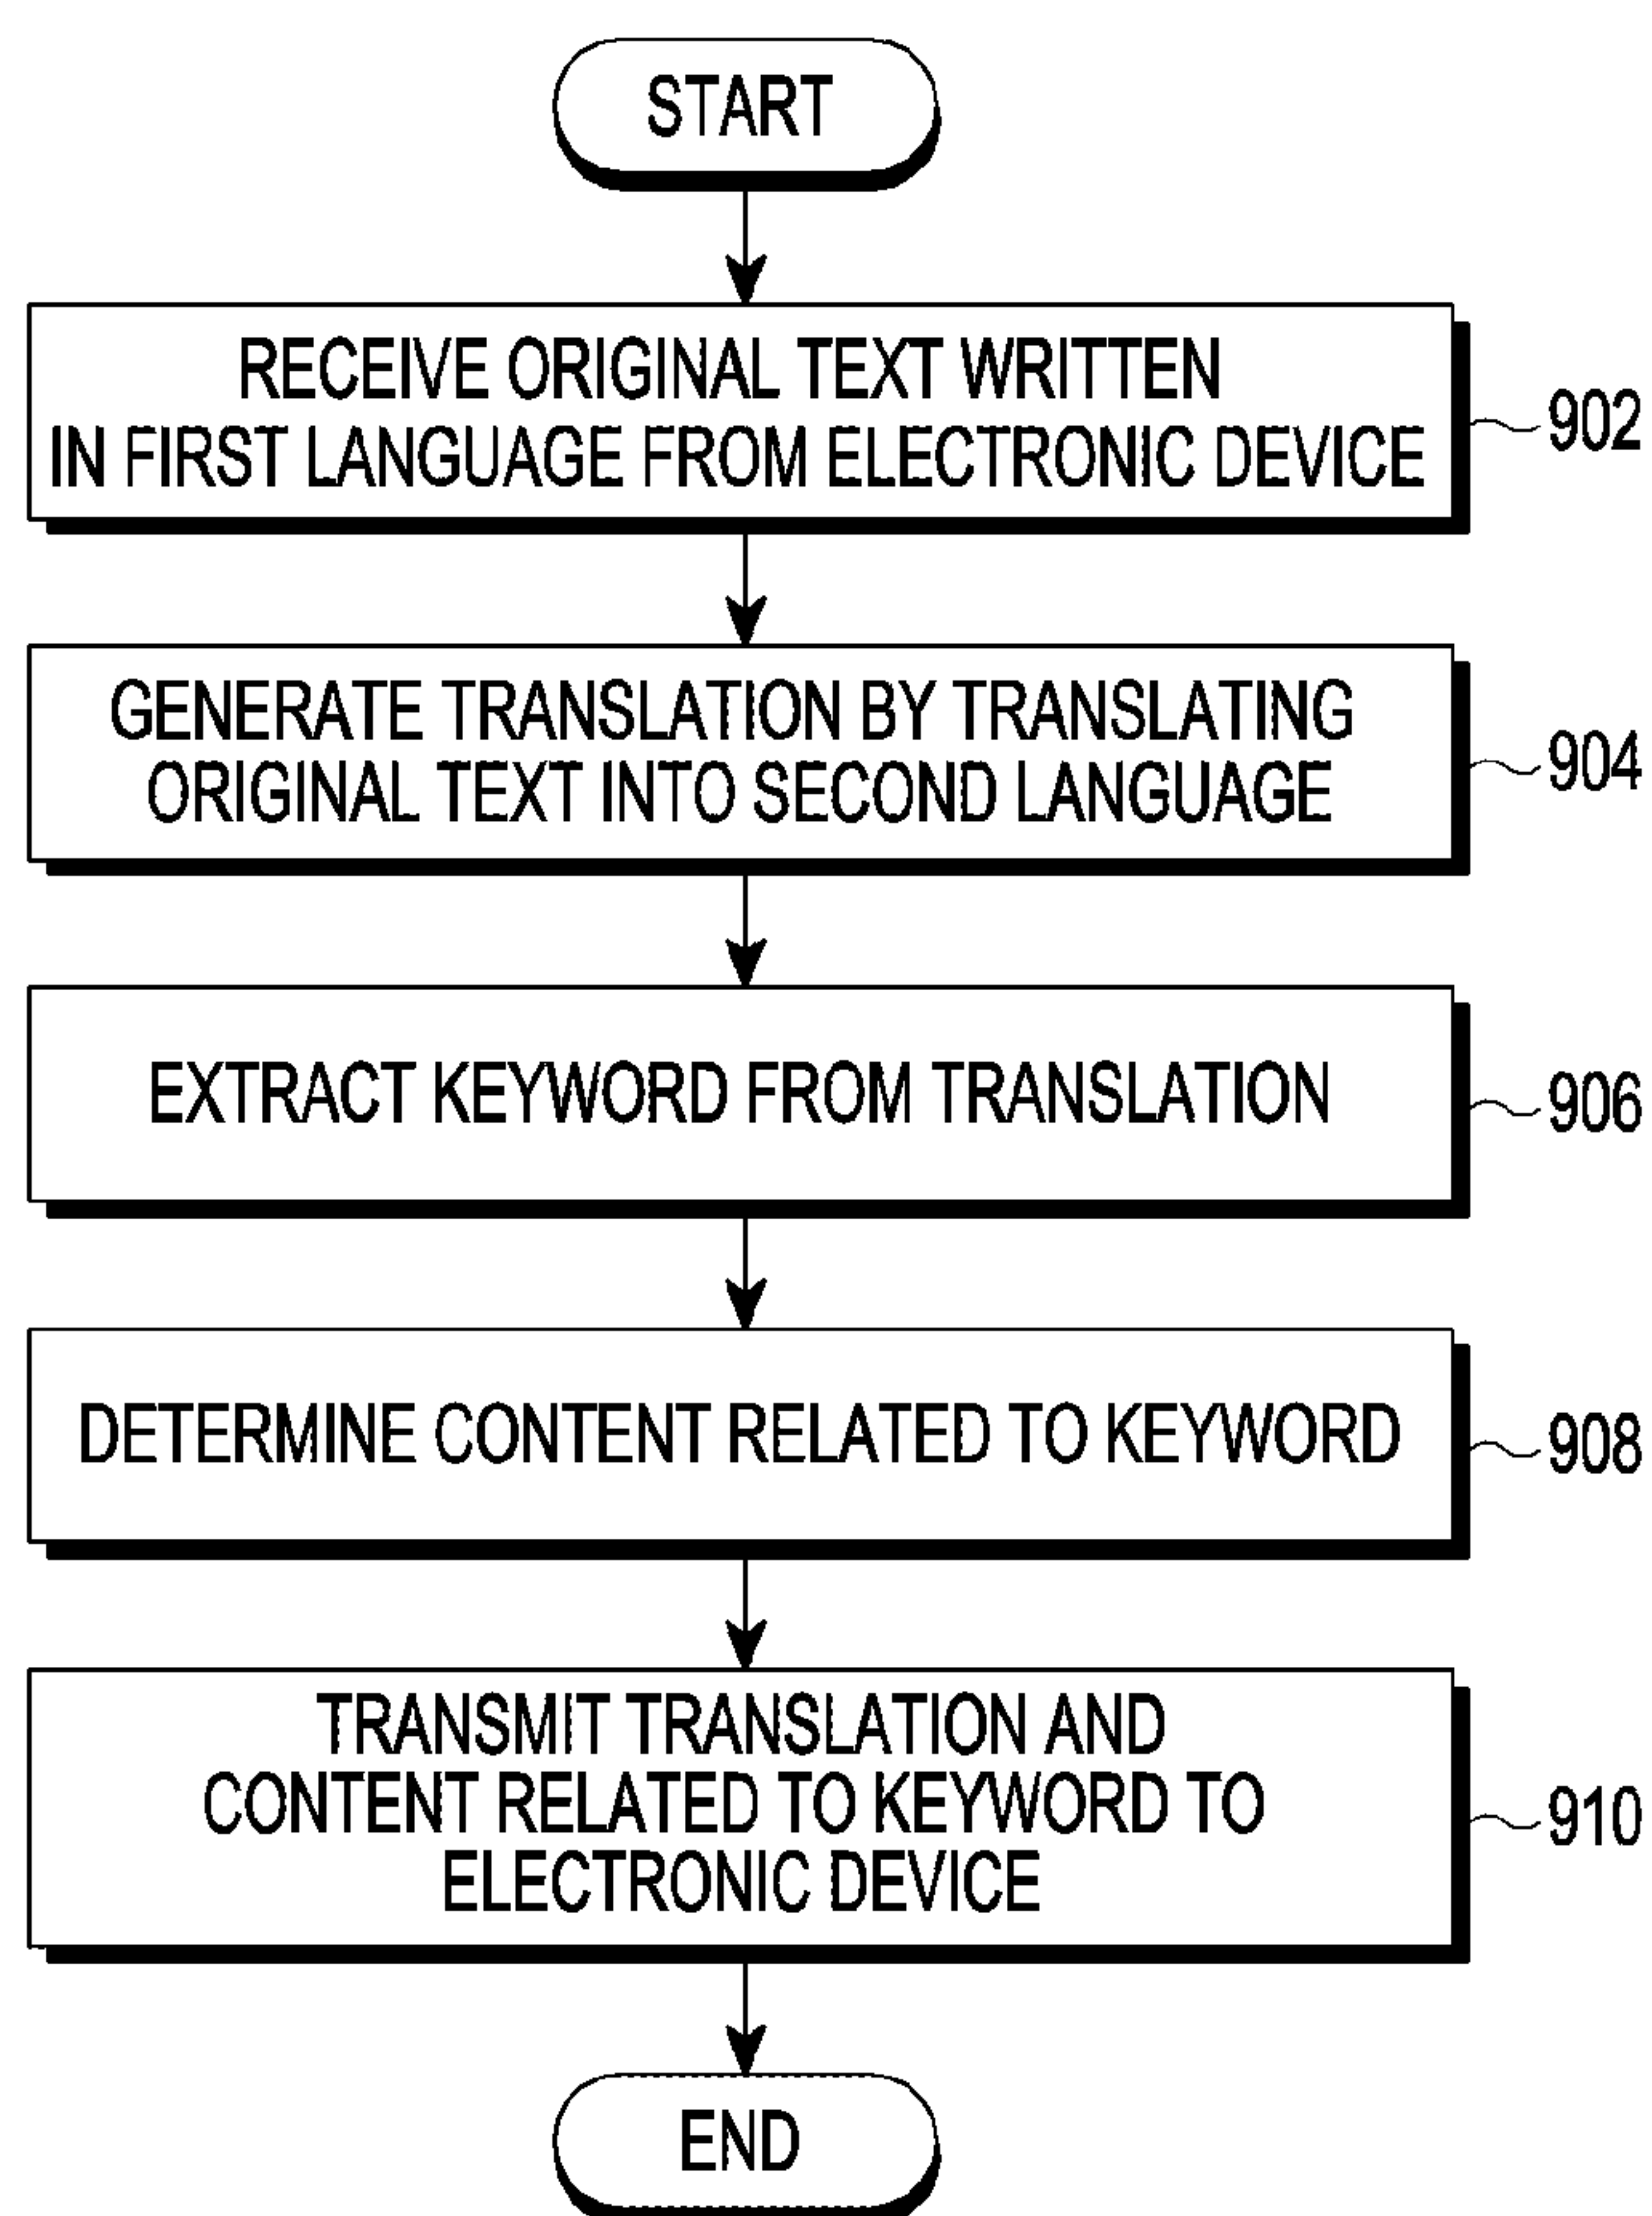 START
RECEIVE ORIGINAL TEXT WRITTEN
IN FIRST LANGUAGE FROM ELECTRONIC DEVICE
902
GENERATE TRANSLATION BY TRANSLATING
ORIGINAL TEXT INTO SECOND LANGUAGE
904
EXTRACT KEYWORD FROM TRANSLATION
906
DETERMINE CONTENT RELATED TO KEYWORD
908
TRANSMIT TRANSLATION AND
CONTENT RELATED TO KEYWORD TO
ELECTRONIC DEVICE
910
END